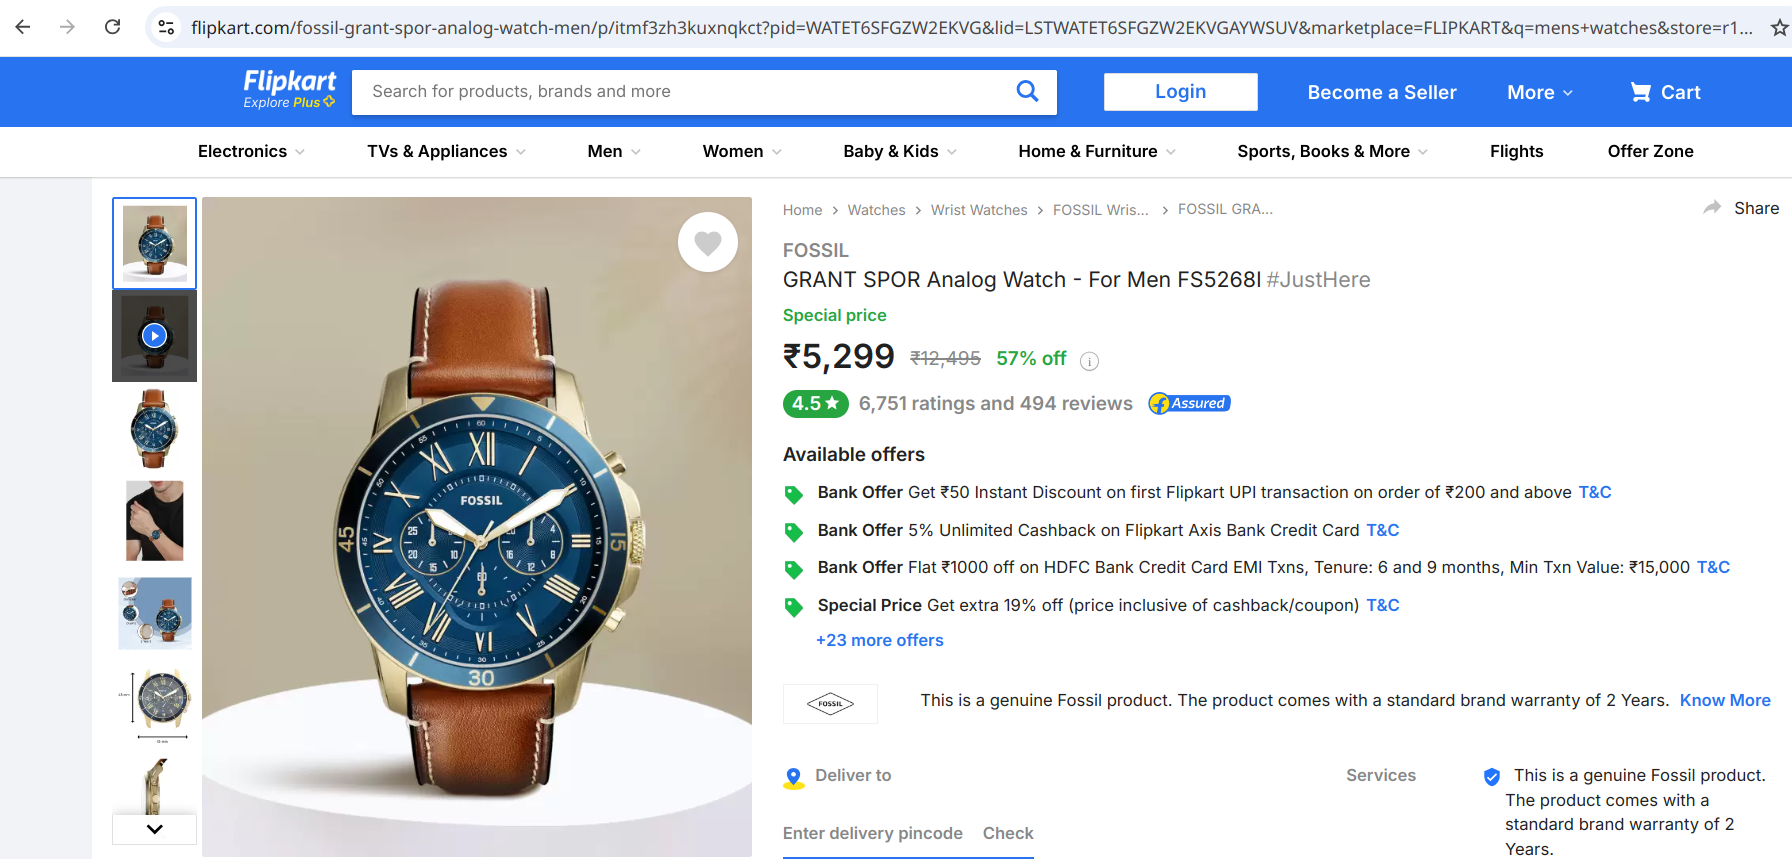 flipkart.com/fossil-grant-spor-analog-watch-men/p/itmf3zh3kuxnqkct?pid=WATET6SFGZW2EKVG&lid=LSTWATET6SFGZW2EKVGAYWSUV&marketplace=FLIPKART&q=mens+watches&store=r1...
Flipkart
Explore Plus
Search for products, brands and more
Login
Become a Seller
More
Cart
Electronics
TVs & Appliances
Men
Women
Baby & Kids
Home & Furniture
Sports, Books & More
Flights
Offer Zone
Home > Watches > Wrist Watches > FOSSIL Wris... > FOSSIL GRA...
Share
FOSSIL
GRANT SPOR Analog Watch - For Men FS5268I #JustHere
Special price
₹5,299 ₹12,495 57% off
4.5★ 6,751 ratings and 494 reviews Assured
Available offers
Bank Offer Get ₹50 Instant Discount on first Flipkart UPI transaction on order of ₹200 and above T&C
Bank Offer 5% Unlimited Cashback on Flipkart Axis Bank Credit Card T&C
Bank Offer Flat ₹1000 off on HDFC Bank Credit Card EMI Txns, Tenure: 6 and 9 months, Min Txn Value: ₹15,000 T&C
Special Price Get extra 19% off (price inclusive of cashback/coupon) T&C
+23 more offers
FOSSIL
This is a genuine Fossil product. The product comes with a standard brand warranty of 2 Years. Know More
Deliver to
Enter delivery pincode Check
Services
This is a genuine Fossil product.
The product comes with a
standard brand warranty of 2
Years.
FOSSIL
60
15
30
45